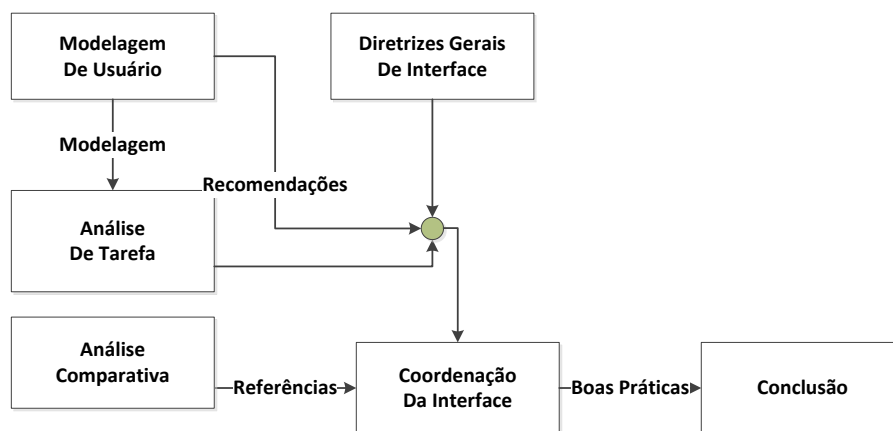 Modelagem
De Usuário
Diretrizes Gerais
De Interface
Modelagem
Recomendações
Análise
De Tarefa
Análise
Comparativa
Referências
Coordenação
Da Interface
Boas Práticas
Conclusão